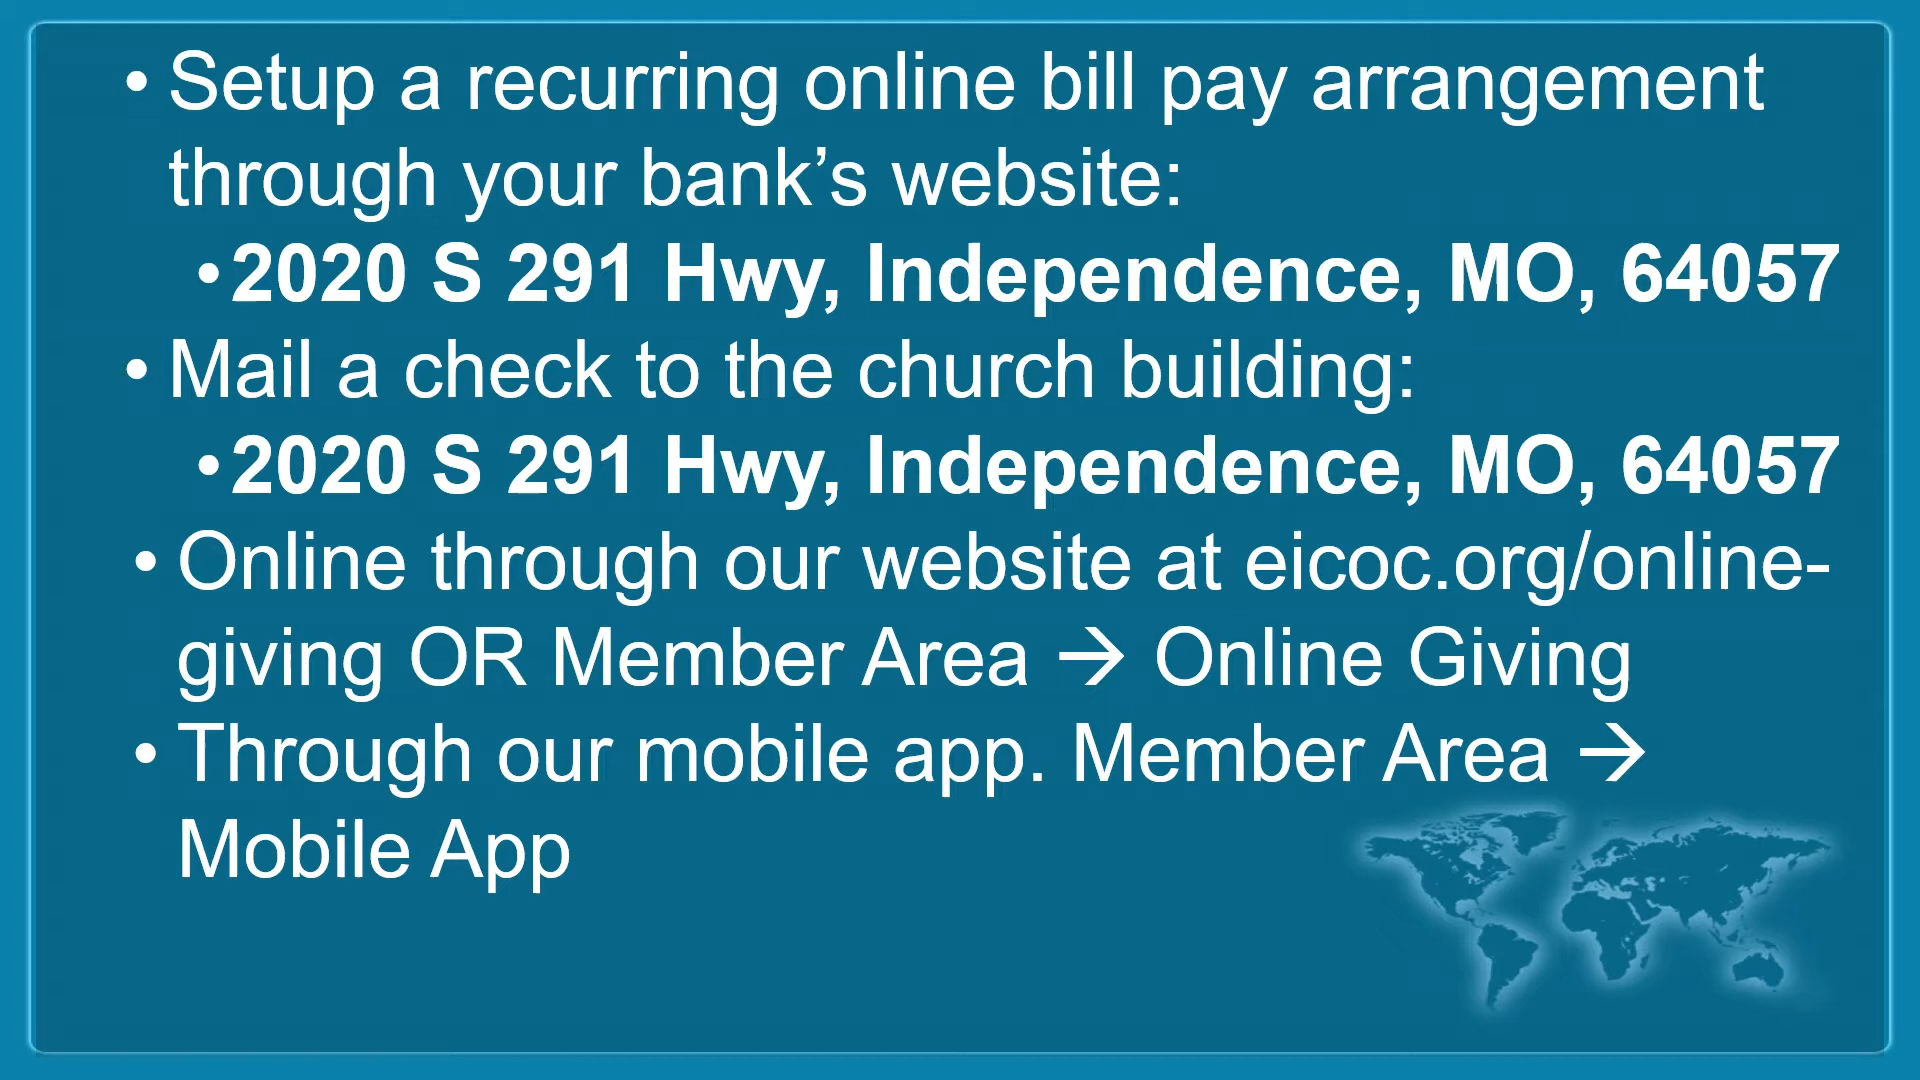 • Setup a recurring online bill pay arrangement
through your bank’s website:
• 2020 S 291 Hwy, Independence, MO, 64057
• Mail a check to the church building:
• 2020 S 291 Hwy, Independence, MO, 64057
• Online through our website at eicoc.org/online-
giving OR Member Area → Online Giving
• Through our mobile app. Member Area →
Mobile App